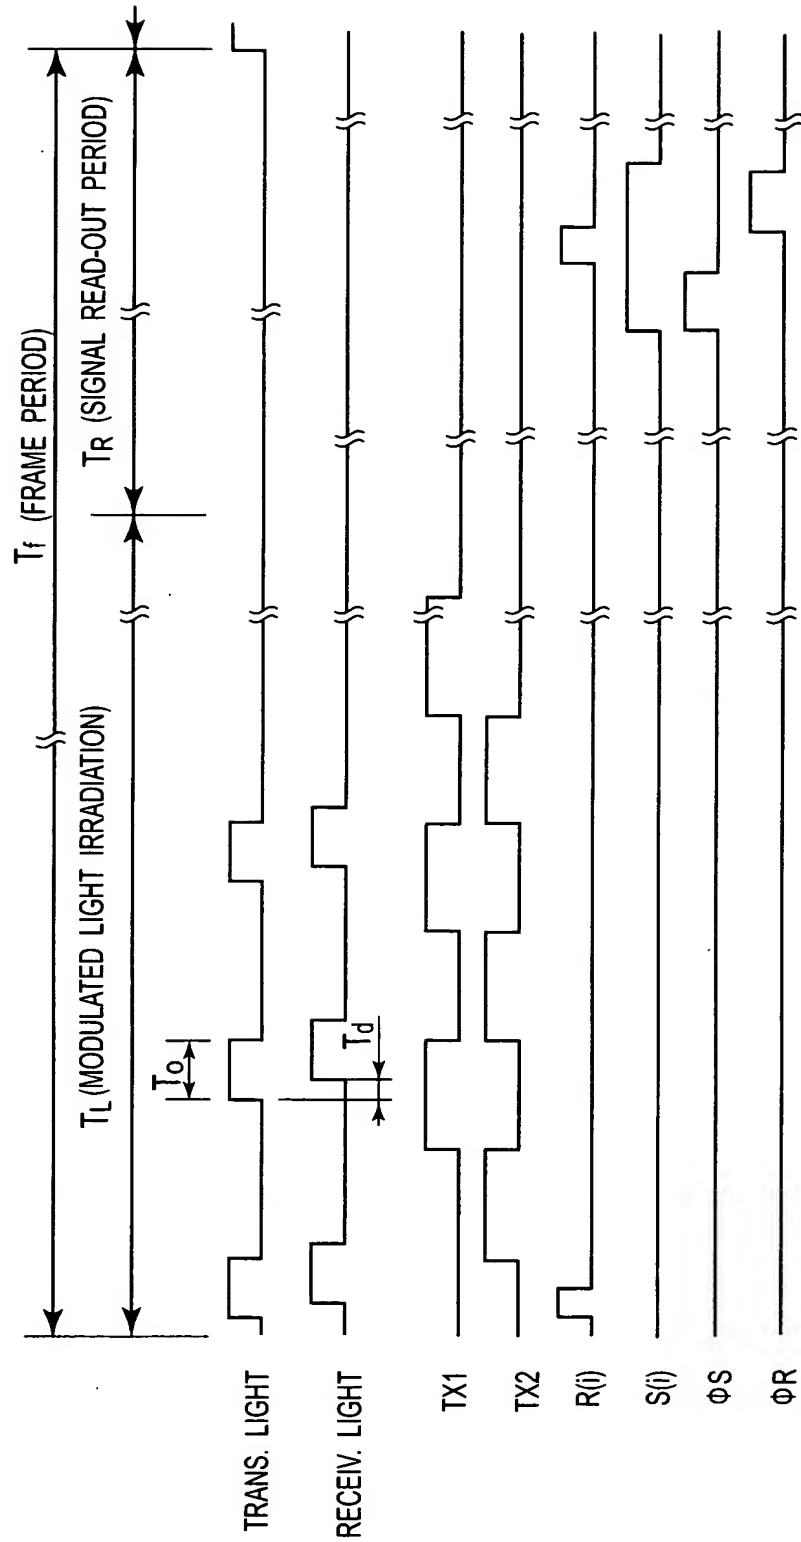 Tf (FRAME PERIOD)
TL (MODULATED LIGHT IRRADIATION)
TR (SIGNAL READ-OUT PERIOD)
To
TRANS. LIGHT
Td
RECEIV. LIGHT
TX1
TX2
R(i)
S(i)
ΦS
ΦR